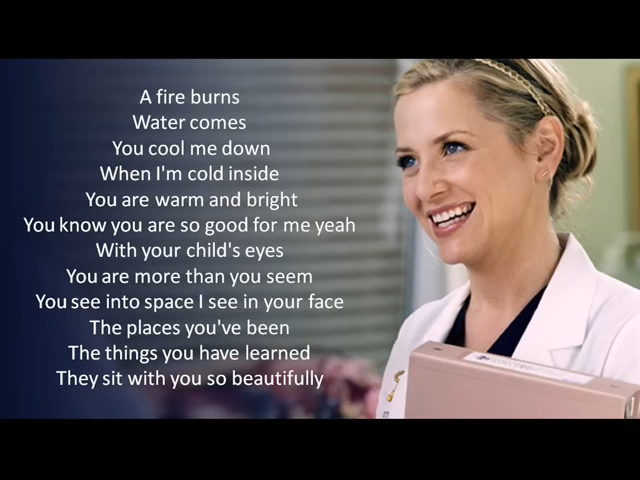 A fire burns
Water comes
You cool me down
When I'm cold inside
You are warm and bright
You know you are so good for me yeah
With your child's eyes
You are more than you seem
You see into space I see in your face
The places you've been
The things you have learned
They sit with you so beautifully